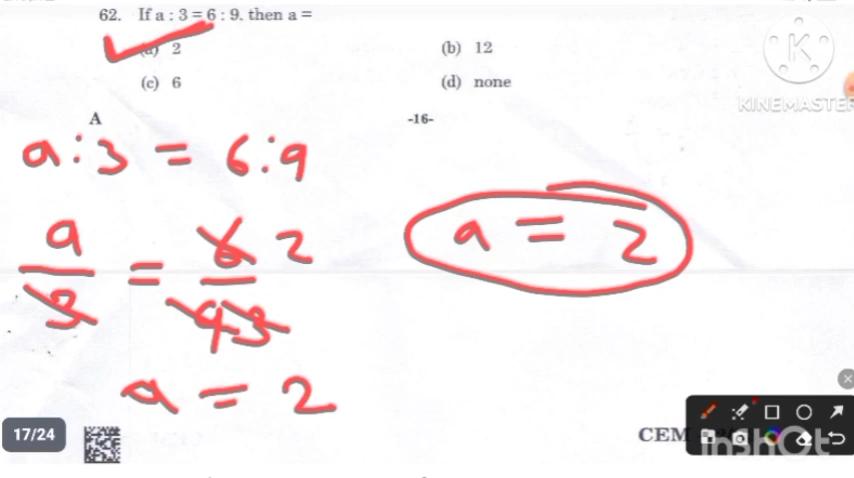 62. If a : 3 = 6 : 9. then a =
(a) 2
(b) 12
(c) 6
(d) none
A
-16-
a : 3 = 6 : 9
a/3 = 6/9 2 3
a = 2
a = 2
17/24
CEM
K
KINEMASTER
inshOt